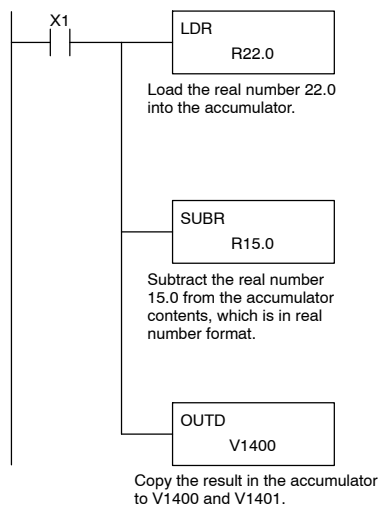 X1
LDR
R22.0
Load the real number 22.0
into the accumulator.
SUBR
R15.0
Subtract the real number
15.0 from the accumulator
contents, which is in real
number format.
OUTD
V1400
Copy the result in the accumulator
to V1400 and V1401.